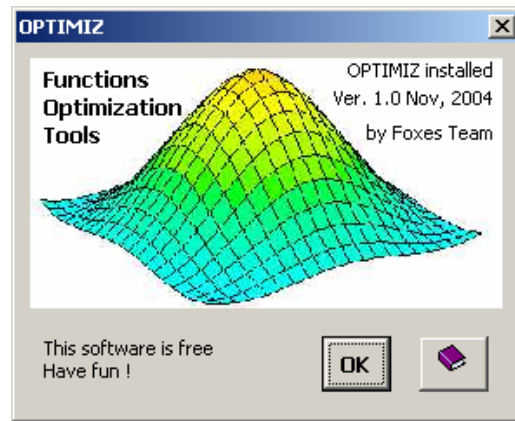 OPTIMIZ
Functions
Optimization
Tools
OPTIMIZ installed
Ver. 1.0 Nov, 2004
by Foxes Team
This software is free
Have fun !
OK